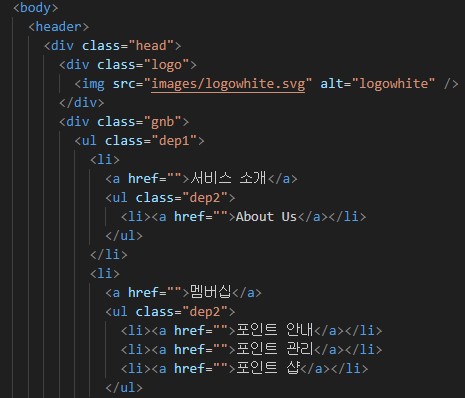 <body>
<header>
<div class="head">
<div class="logo">
<img src="images/logowhite.svg" alt="logowhite" />
</div>
<div class="gnb">
<ul class="dep1">
<li>
<a href="">서비스 소개</a>
<ul class="dep2">
<li><a href="">About Us</a></li>
</ul>
</li>
<li>
<a href="">멤버십</a>
<ul class="dep2">
<li><a href="">포인트 안내</a></li>
<li><a href="">포인트 관리</a></li>
<li><a href="">포인트 샵</a></li>
</ul>